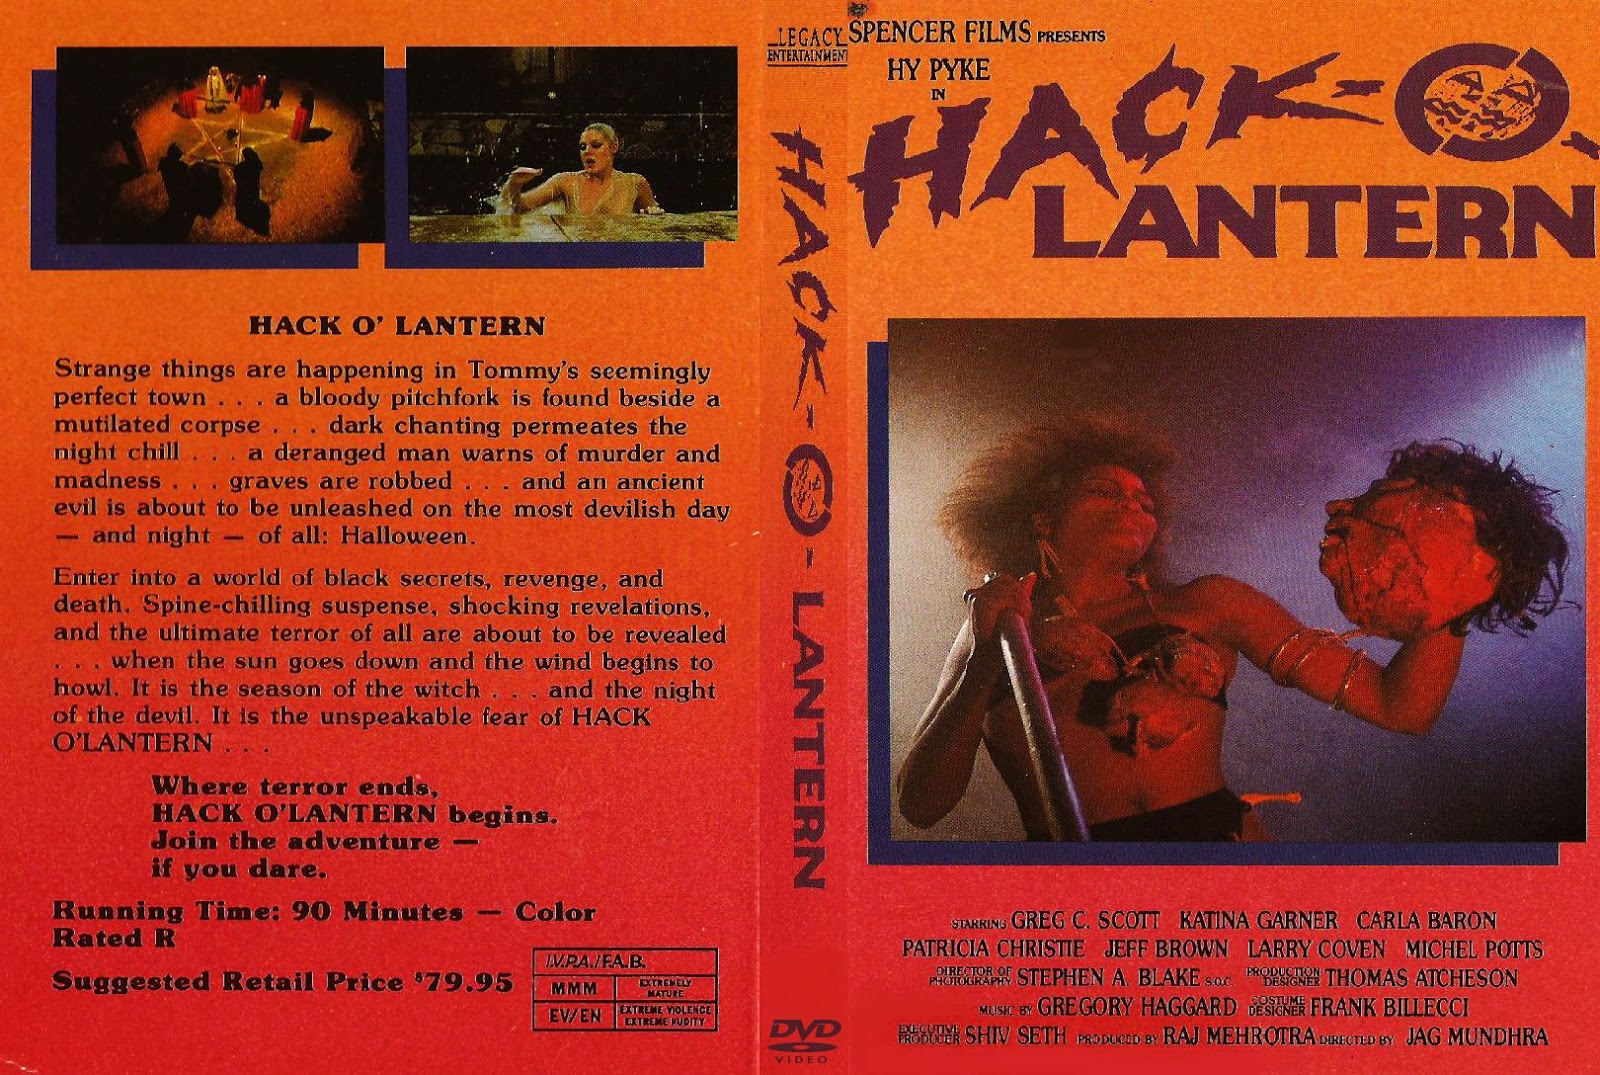 HACK O' LANTERN
Strange things are happening in Tommy's seemingly
perfect town . . . a bloody pitchfork is found beside a
mutilated corpse . . . dark chanting permeates the
night chill . . . a deranged man warns of murder and
madness . . . graves are robbed . . . and an ancient
evil is about to be unleashed on the most devilish day
— and night — of all: Halloween.
Enter into a world of black secrets, revenge, and
death. Spine-chilling suspense, shocking revelations,
and the ultimate terror of all are about to be revealed
. . . when the sun goes down and the wind begins to
howl. It is the season of the witch . . . and the night
of the devil. It is the unspeakable fear of HACK
O'LANTERN . . .
Where terror ends,
HACK O'LANTERN begins.
Join the adventure —
if you dare.
Running Time: 90 Minutes — Color
Rated R
Suggested Retail Price $79.95
I.V.P.A./F.A.B.
MMM EXTREMELY
MATURE
EV/EN EXTREME VIOLENCE
EXTREME NUDITY
LEGACY
ENTERTAINMENT
HACK-O-LANTERN
DVD
VIDEO
SPENCER FILMS PRESENTS
HY PYKE
IN
HACK-O-
LANTERN
STARRING GREG C. SCOTT KATINA GARNER CARLA BARON
PATRICIA CHRISTIE JEFF BROWN LARRY COVEN MICHEL POTTS
DIRECTOR OF PHOTOGRAPHY STEPHEN A. BLAKE S.O.C. PRODUCTION DESIGNER THOMAS ATCHESON
MUSIC BY GREGORY HAGGARD COSTUME DESIGNER FRANK BILLECCI
EXECUTIVE PRODUCER SHIV SETH PRODUCED BY RAJ MEHROTRA DIRECTED BY JAG MUNDHRA